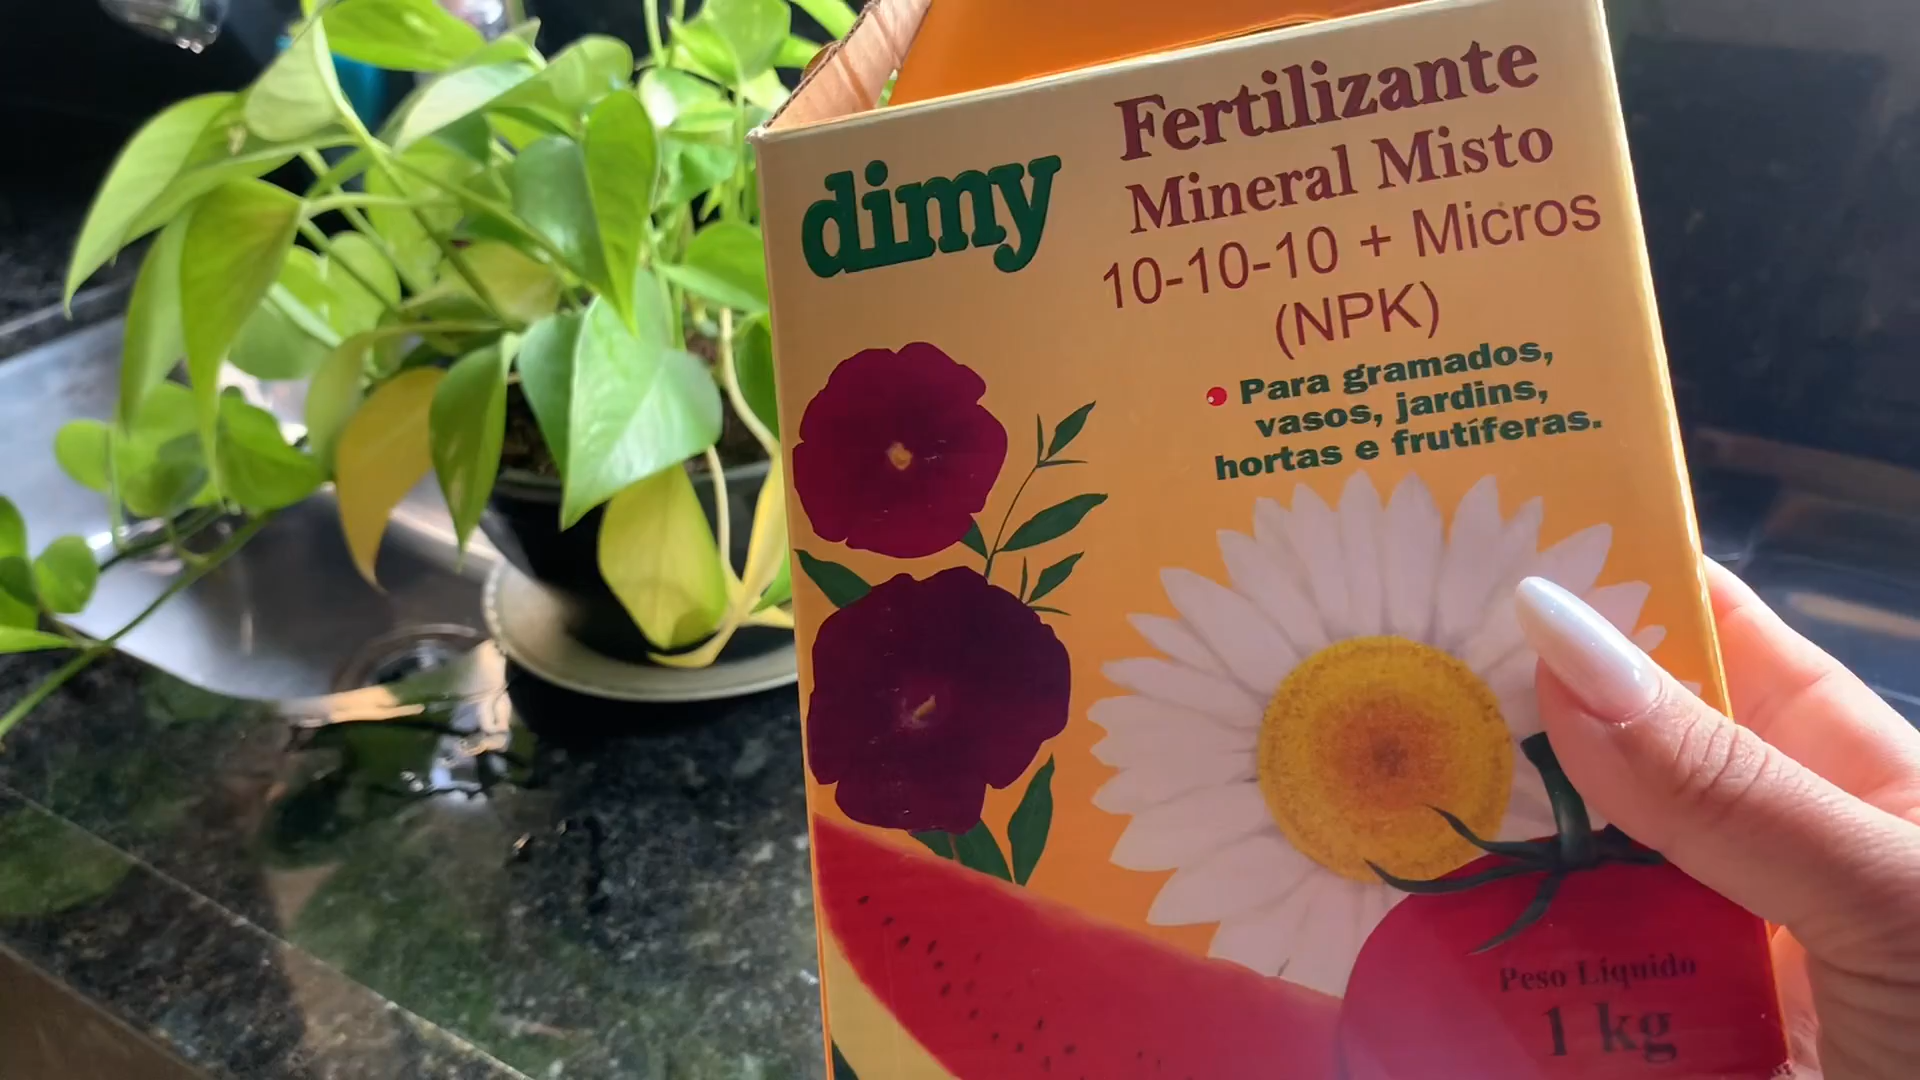 dimy
Fertilizante
Mineral Misto
10-10-10 + Micros
(NPK)
Para gramados,
vasos, jardins,
hortas e frutíferas.
Peso Líquido
1 kg